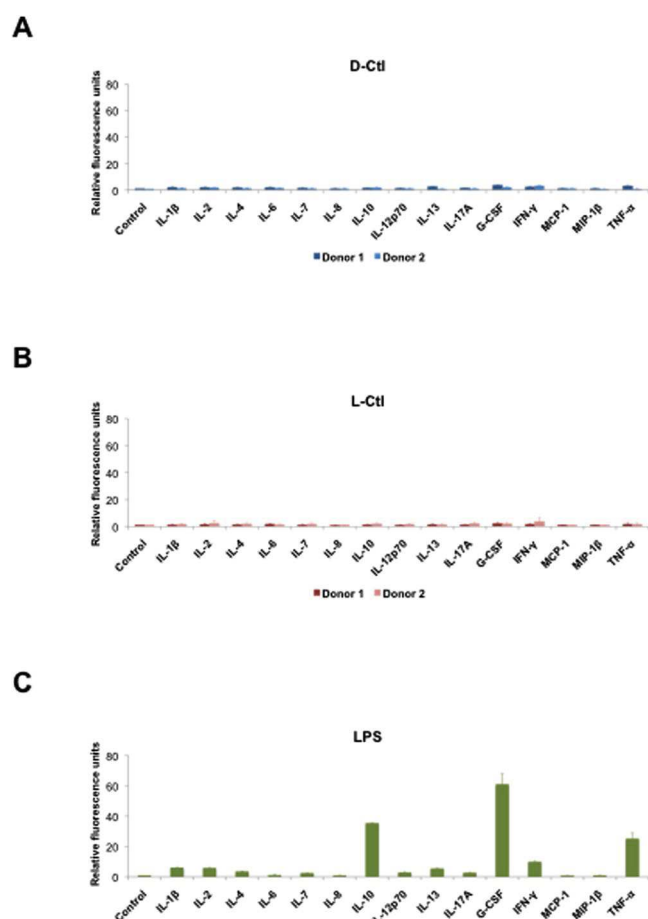 A
D-Ctl
Relative fluorescence units
80
60
40
20
0
Control IL-1β IL-2 IL-4 IL-6 IL-7 IL-8 IL-10 IL-12p70 IL-13 IL-17A G-CSF IFN-γ MCP-1 MIP-1β TNF-α
Donor 1 Donor 2
B
L-Ctl
Relative fluorescence units
80
60
40
20
0
Control IL-1β IL-2 IL-4 IL-6 IL-7 IL-8 IL-10 IL-12p70 IL-13 IL-17A G-CSF IFN-γ MCP-1 MIP-1β TNF-α
Donor 1 Donor 2
C
LPS
Relative fluorescence units
80
60
40
20
0
Control IL-1β IL-2 IL-4 IL-6 IL-7 IL-8 IL-10 IL-12p70 IL-13 IL-17A G-CSF IFN-γ MCP-1 MIP-1β TNF-α